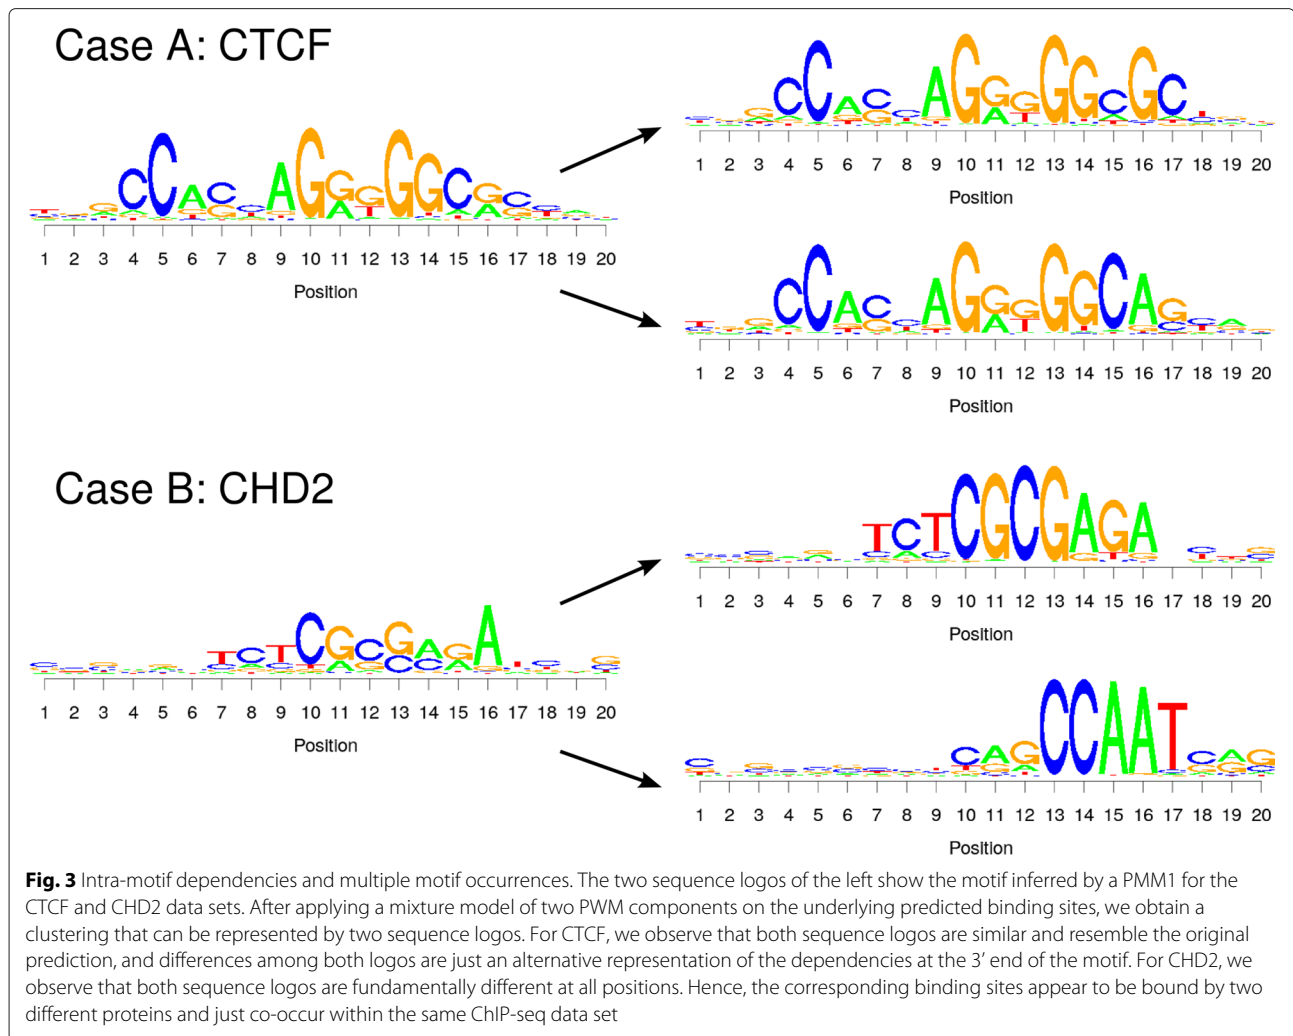 Case A: CTCF
1 2 3 4 5 6 7 8 9 10 11 12 13 14 15 16 17 18 19 20
Position
1 2 3 4 5 6 7 8 9 10 11 12 13 14 15 16 17 18 19 20
Position
1 2 3 4 5 6 7 8 9 10 11 12 13 14 15 16 17 18 19 20
Position
Case B: CHD2
1 2 3 4 5 6 7 8 9 10 11 12 13 14 15 16 17 18 19 20
Position
TCTCGCGAGA
1 2 3 4 5 6 7 8 9 10 11 12 13 14 15 16 17 18 19 20
Position
CAGCCAATCAG
1 2 3 4 5 6 7 8 9 10 11 12 13 14 15 16 17 18 19 20
Position
Fig. 3 Intra-motif dependencies and multiple motif occurrences. The two sequence logos of the left show the motif inferred by a PMM1 for the
CTCF and CHD2 data sets. After applying a mixture model of two PWM components on the underlying predicted binding sites, we obtain a
clustering that can be represented by two sequence logos. For CTCF, we observe that both sequence logos are similar and resemble the original
prediction, and differences among both logos are just an alternative representation of the dependencies at the 3’ end of the motif. For CHD2, we
observe that both sequence logos are fundamentally different at all positions. Hence, the corresponding binding sites appear to be bound by two
different proteins and just co-occur within the same ChIP-seq data set